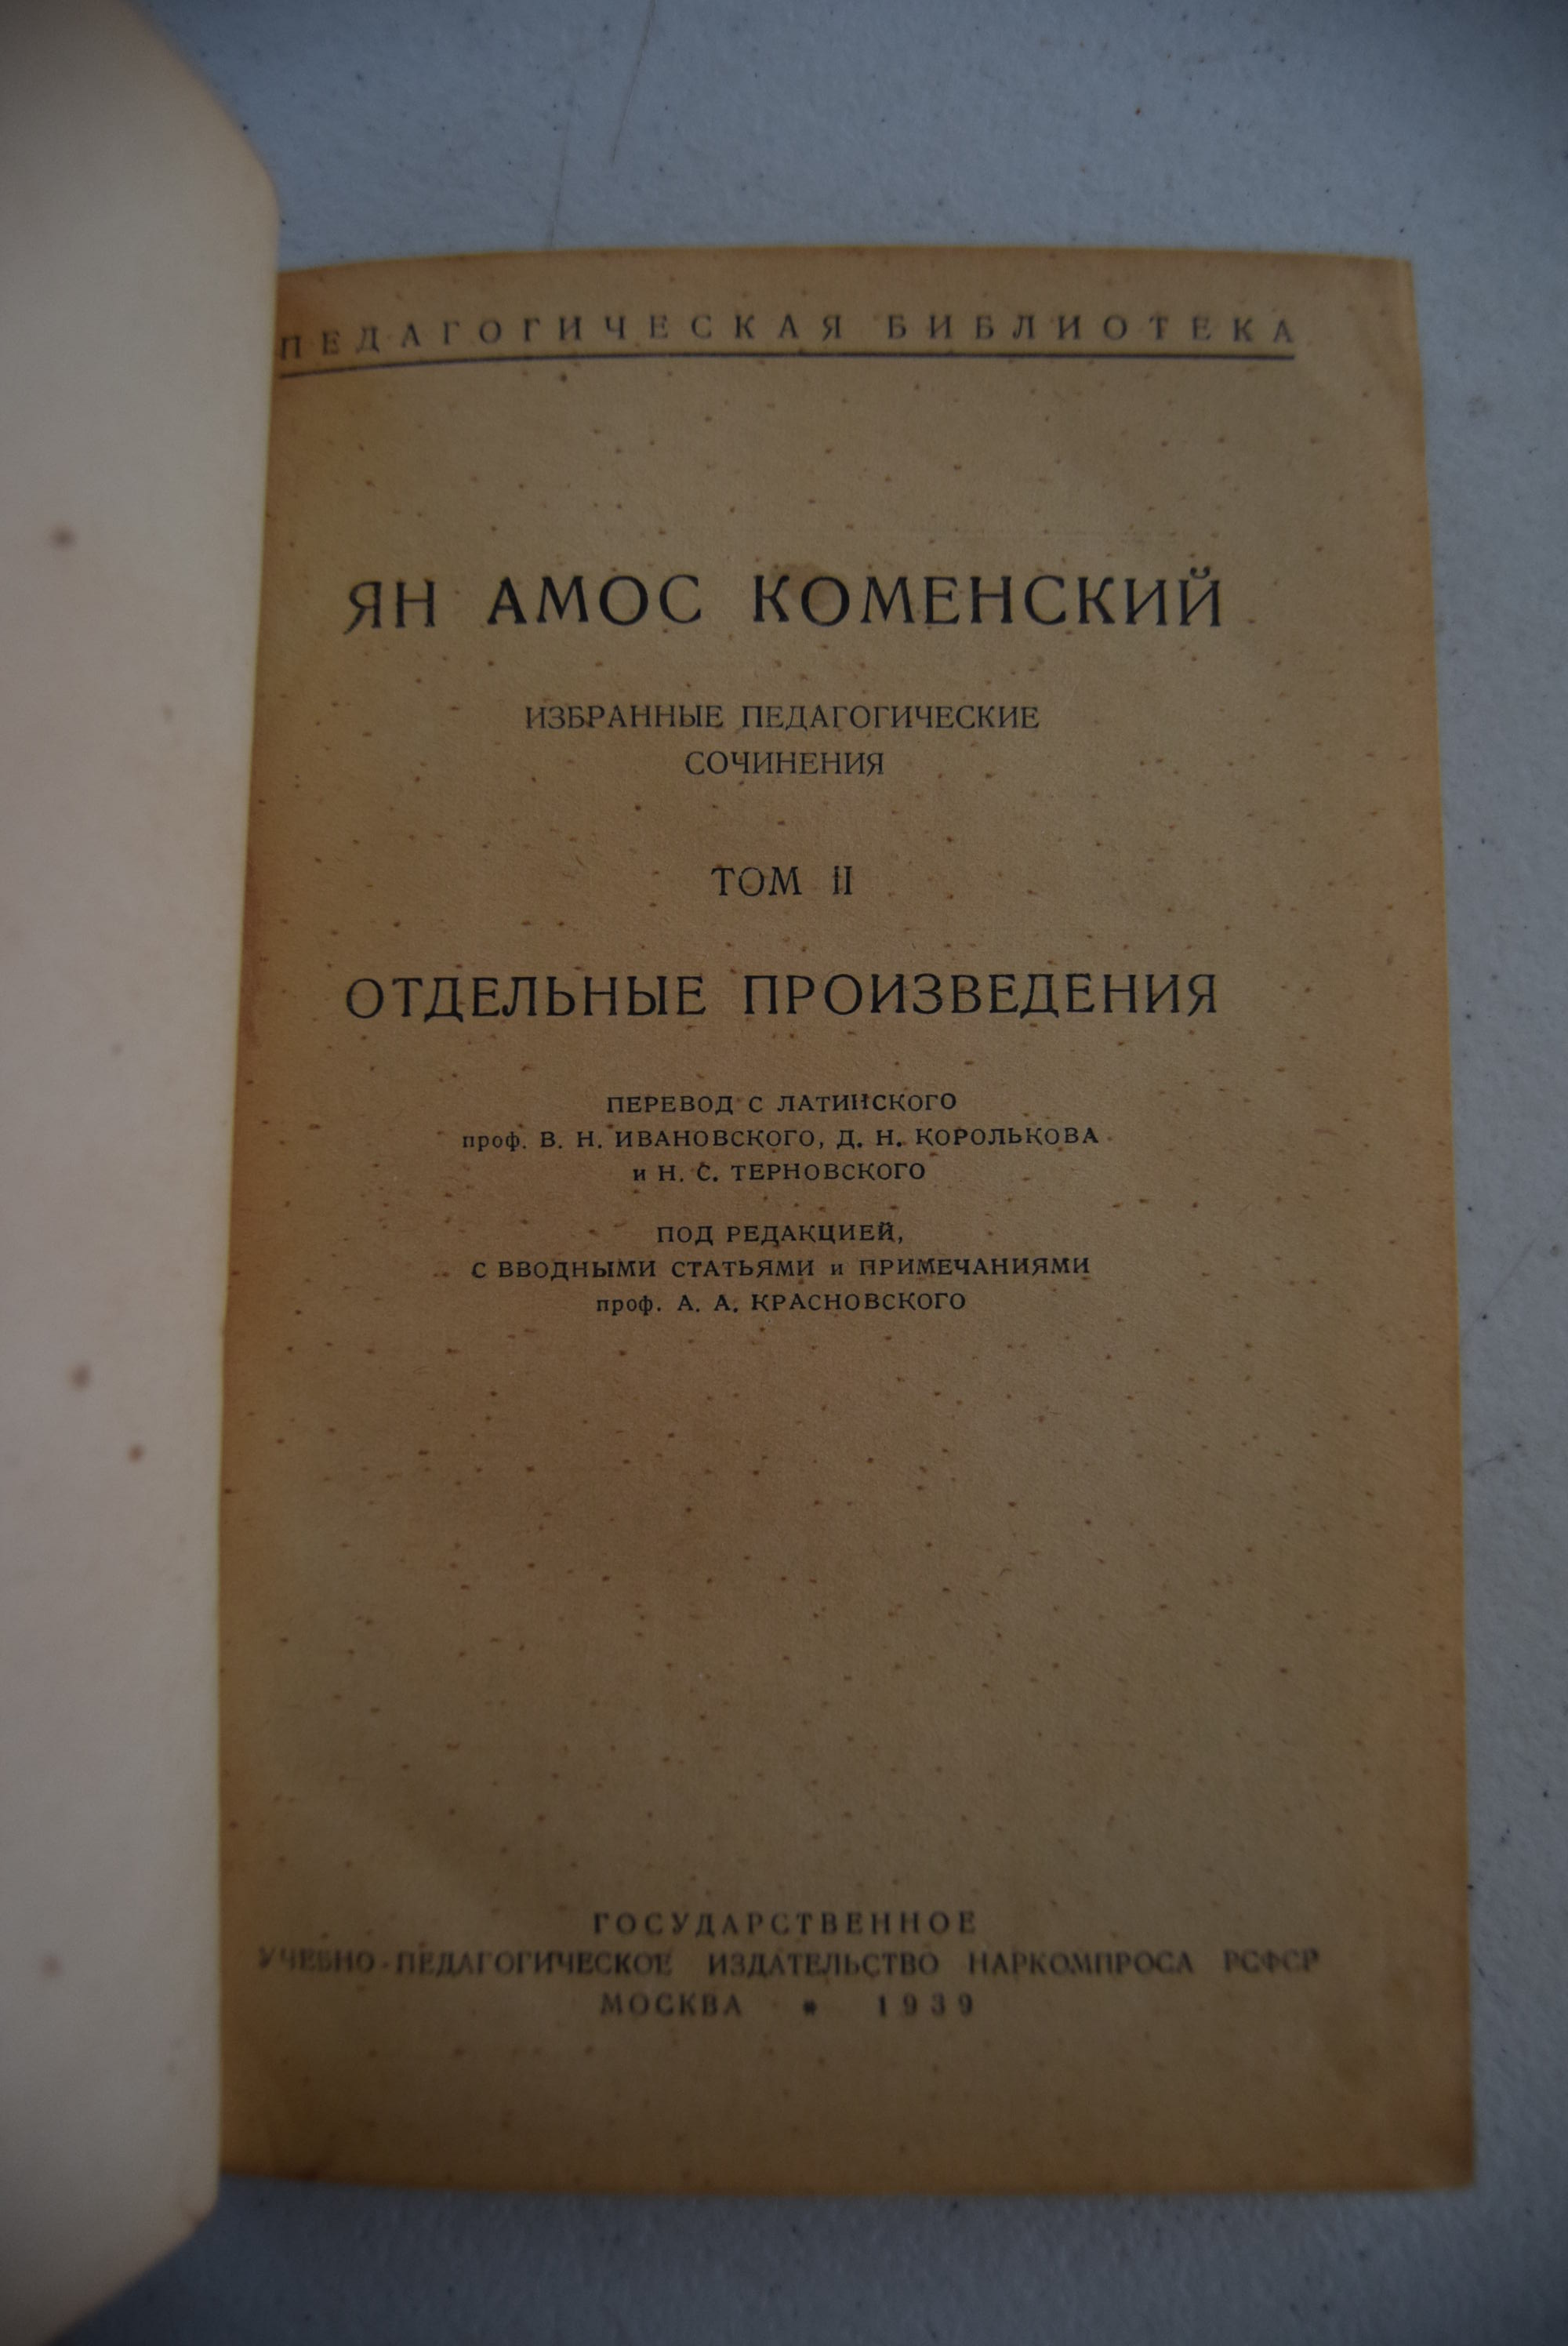 ПЕДАГОГИЧЕСКАЯ БИБЛИОТЕКА
ЯН АМОС КОМЕНСКИЙ
ИЗБРАННЫЕ ПЕДАГОГИЧЕСКИЕ
СОЧИНЕНИЯ
ТОМ II
ОТДЕЛЬНЫЕ ПРОИЗВЕДЕНИЯ
ПЕРЕВОД С ЛАТИНСКОГО
проф. В. Н. ИВАНОВСКОГО, Д. Н. КОРОЛЬКОВА
и Н. С. ТЕРНОВСКОГО
ПОД РЕДАКЦИЕЙ,
С ВВОДНЫМИ СТАТЬЯМИ и ПРИМЕЧАНИЯМИ
проф. А. А. КРАСНОВСКОГО
ГОСУДАРСТВЕННОЕ
УЧЕБНО-ПЕДАГОГИЧЕСКОЕ ИЗДАТЕЛЬСТВО НАРКОМПРОСА РСФСР
МОСКВА * 1939